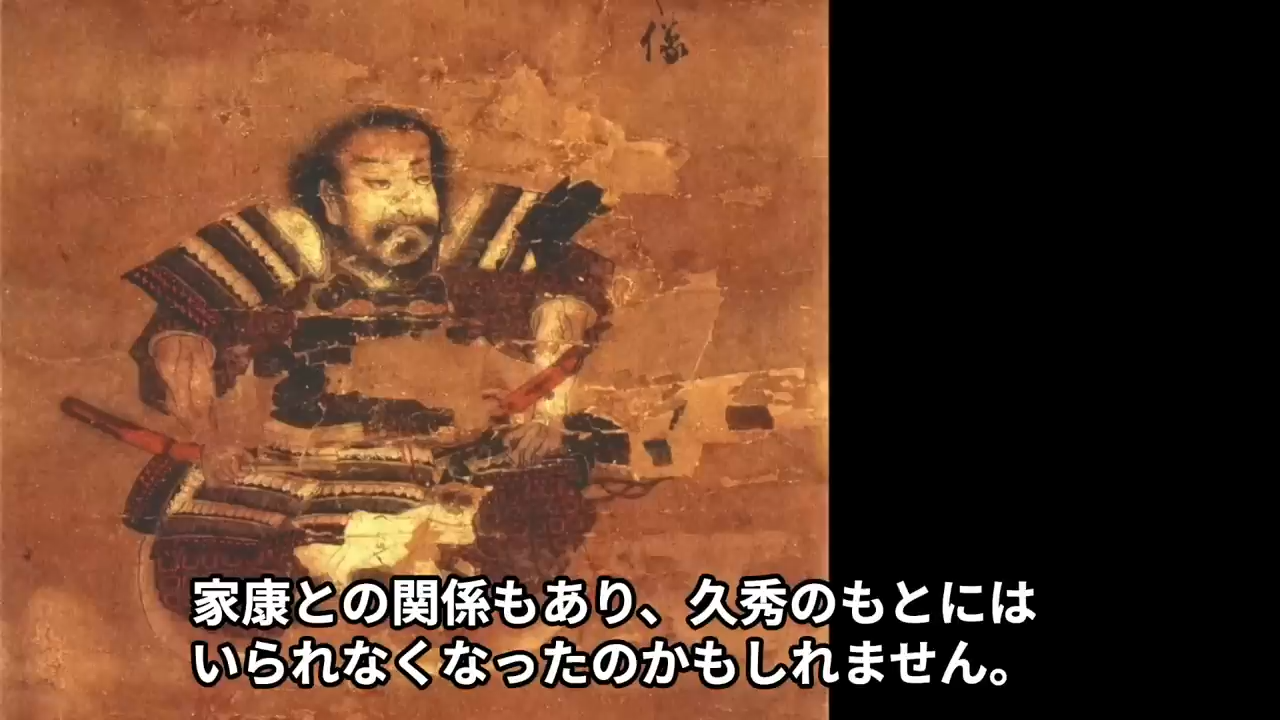 像
家康との関係もあり、久秀のもとには
いられなくなったのかもしれません。